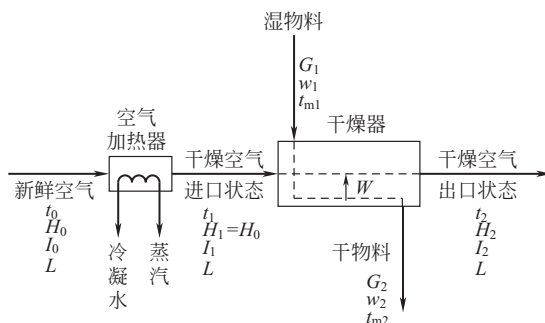 湿物料
G₁
w₁
tₘ₁
空气
加热器
干燥器
新鲜空气
t₀
H₀
I₀
L
冷凝水
蒸汽
干燥空气
进口状态
t₁
H₁=H₀
I₁
L
W
干燥空气
出口状态
t₂
H₂
I₂
L
干物料
G₂
w₂
tₘ₂